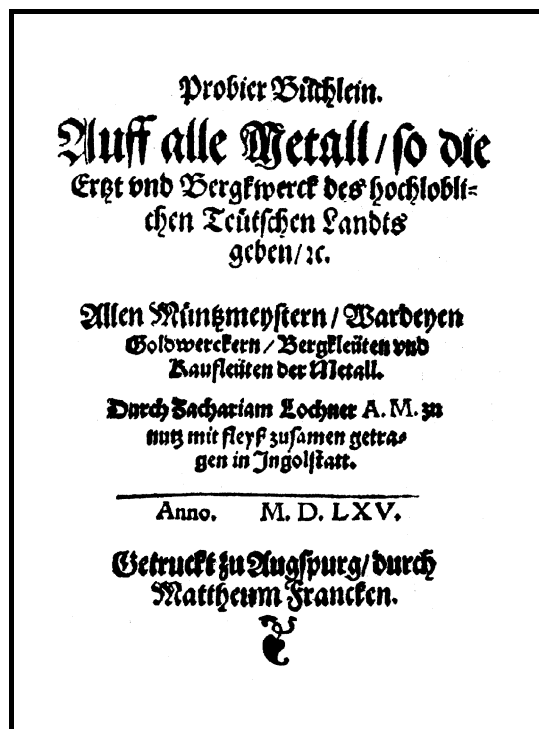 Probier Büchlein.
Auff alle Metall / so die
Ertzt vnd Bergkwerck des hochlobli⸗
chen Teütschen Landts
geben / ꝛc.
Allen Müntzmeystern / Wardeyen
Goldwerckern / Bergkleüten vnd
Kaufleüten der Metall.
Durch Zachariam Lochner A. M. zu
nutz mit fleyß zusamen getra⸗
gen in Ingolstatt.
Anno. M. D. LXV.
Getruckt zu Augspurg / durch
Mattheum Francken.